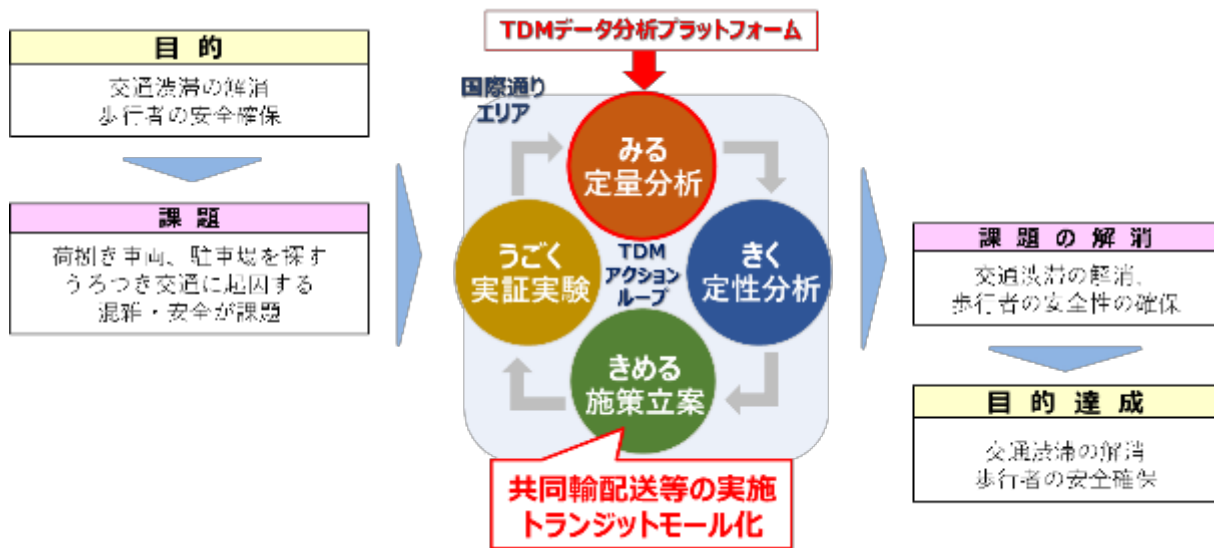 目的
交通渋滞の解消
歩行者の安全確保
課題
荷捌き車両、駐車場を探す
うろつき交通に起因する
混雑・安全が課題
TDMデータ分析プラットフォーム
国際通り
エリア
みる
定量分析
きく
定性分析
きめる
施策立案
うごく
実証実験
TDM
アクション
ループ
共同輸配送等の実施
トランジットモール化
課題の解消
交通渋滞の解消、
歩行者の安全性の確保
目的達成
交通渋滞の解消
歩行者の安全確保